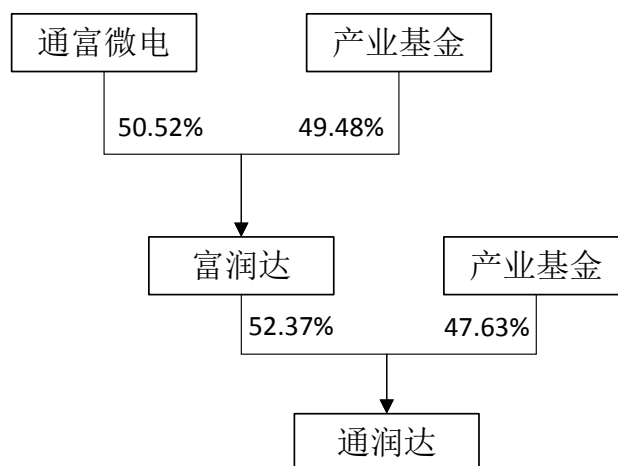 通富微电
产业基金
50.52%
49.48%
富润达
产业基金
52.37%
47.63%
通润达